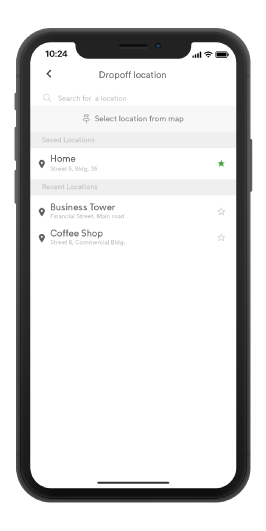 10:24
Dropoff location
Search for a location
Select location from map
Saved Locations
Home
Street 6, Bldg. 36
Recent Locations
Business Tower
Financial Street, Main road
Coffee Shop
Street 8, Commercial Bldg.